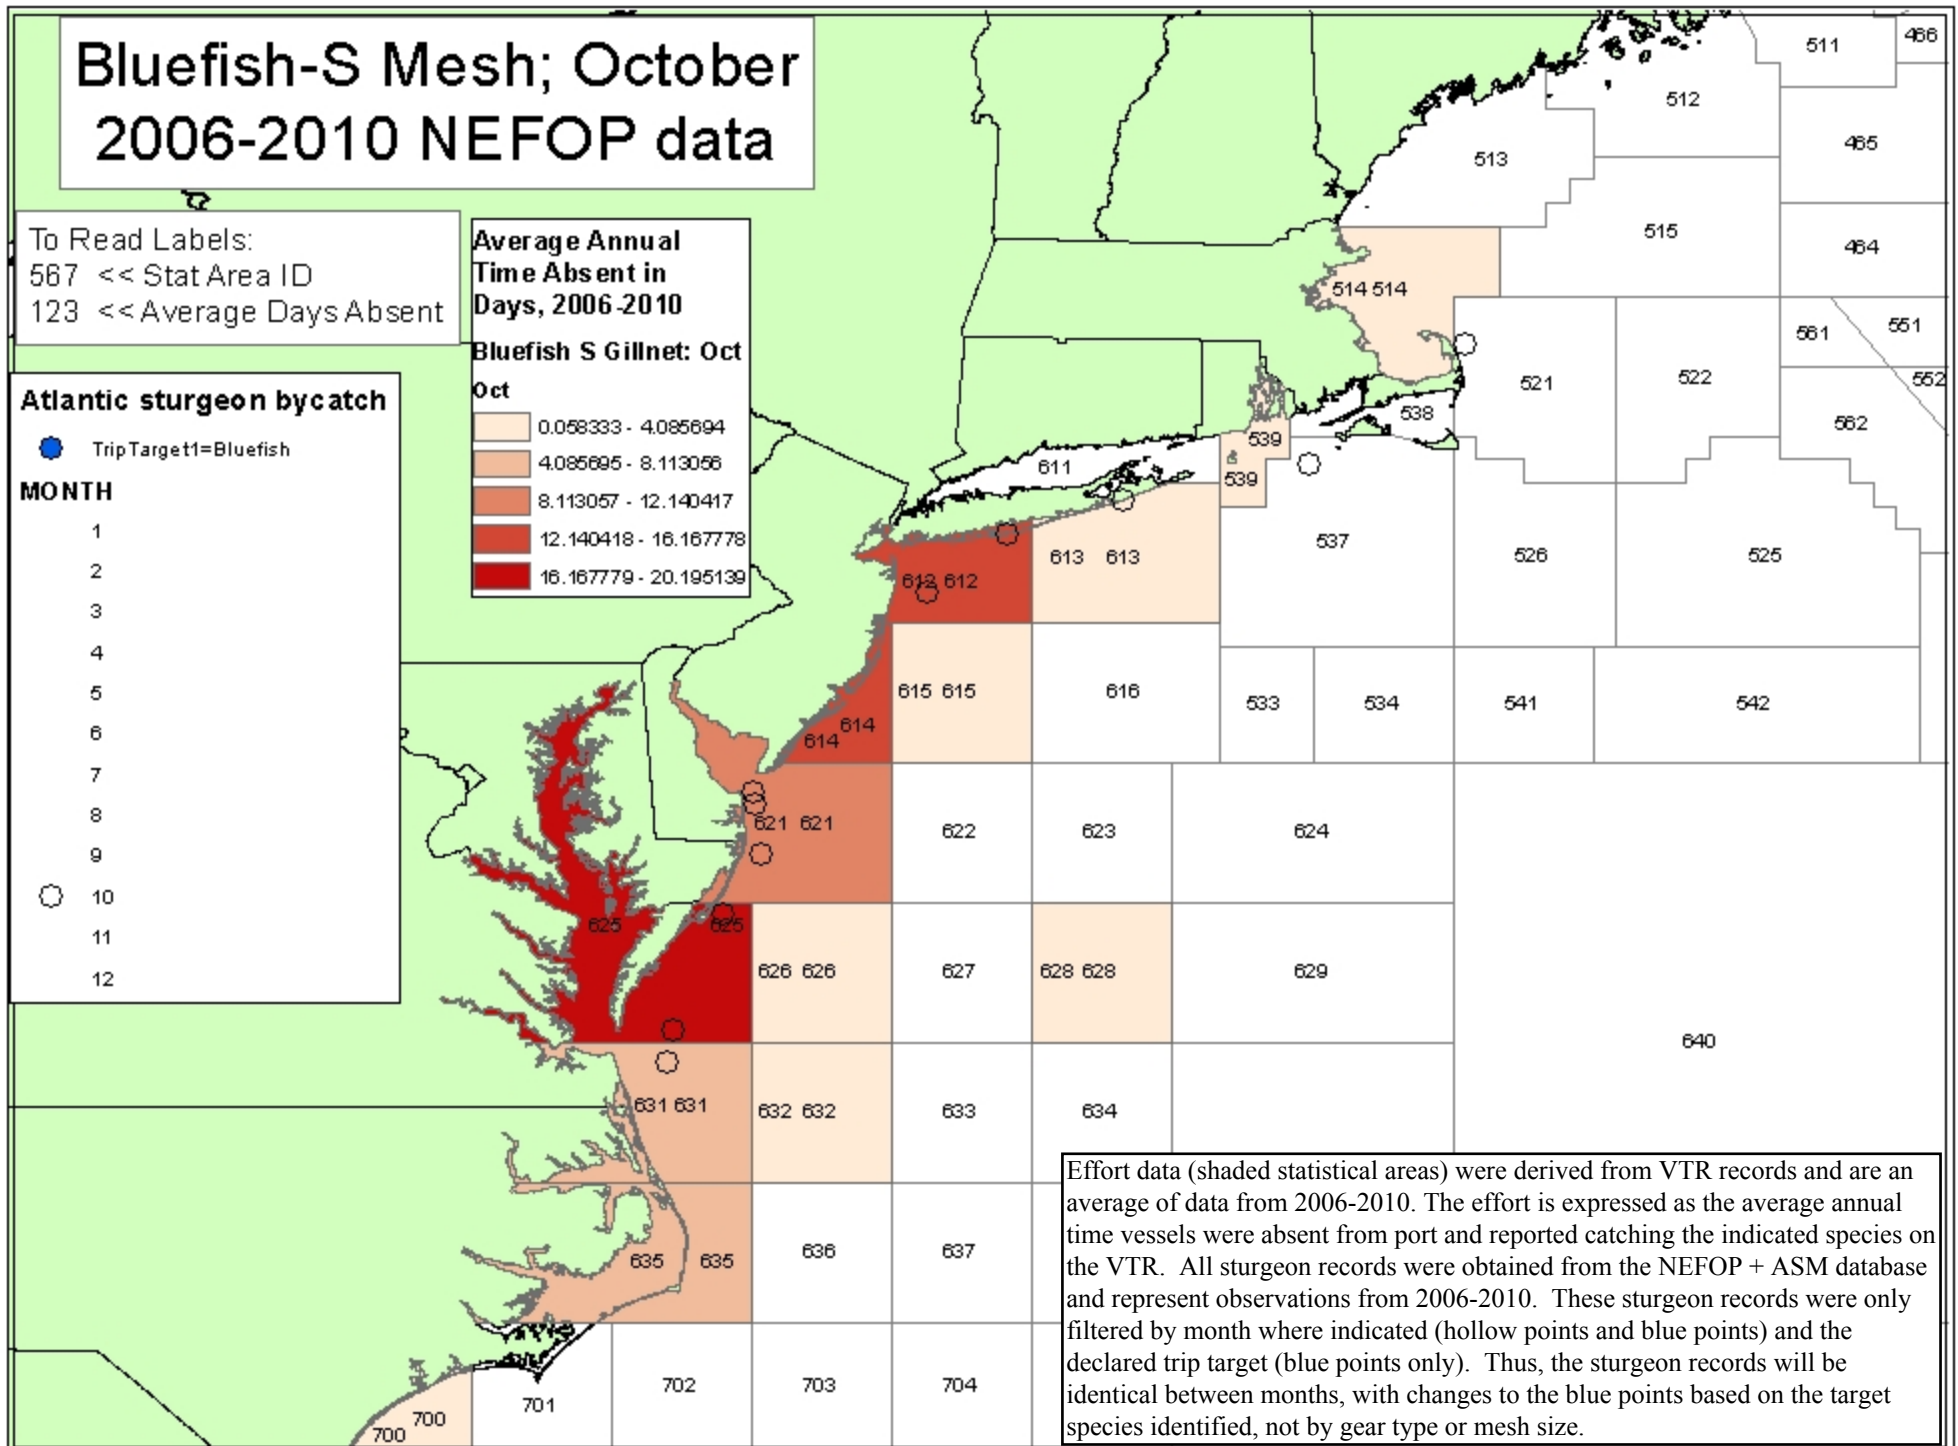 Bluefish-S Mesh; October
2006-2010 NEFOP data
To Read Labels:
567 << Stat Area ID
123 << Average Days Absent
Average Annual
Time Absent in
Days, 2006-2010
Bluefish S Gillnet: Oct
Oct
0.058333 - 4.085694
4.085695 - 8.113056
8.113057 - 12.140417
12.140418 - 16.167778
16.167779 - 20.195139
Atlantic sturgeon bycatch
TripTarget1=Bluefish
MONTH
1
2
3
4
5
6
7
8
9
10
11
12
511
466
512
465
513
515
464
514 514
561
551
521
522
552
538
562
539
611
539
537
613 613
526
525
612 612
615 615
616
533
534
541
542
614
614
621 621
622
623
624
625
625
626 626
627
628 628
629
640
631 631
632 632
633
634
635
635
636
637
700
700
701
702
703
704
Effort data (shaded statistical areas) were derived from VTR records and are an
average of data from 2006-2010. The effort is expressed as the average annual
time vessels were absent from port and reported catching the indicated species on
the VTR. All sturgeon records were obtained from the NEFOP + ASM database
and represent observations from 2006-2010. These sturgeon records were only
filtered by month where indicated (hollow points and blue points) and the
declared trip target (blue points only). Thus, the sturgeon records will be
identical between months, with changes to the blue points based on the target
species identified, not by gear type or mesh size.